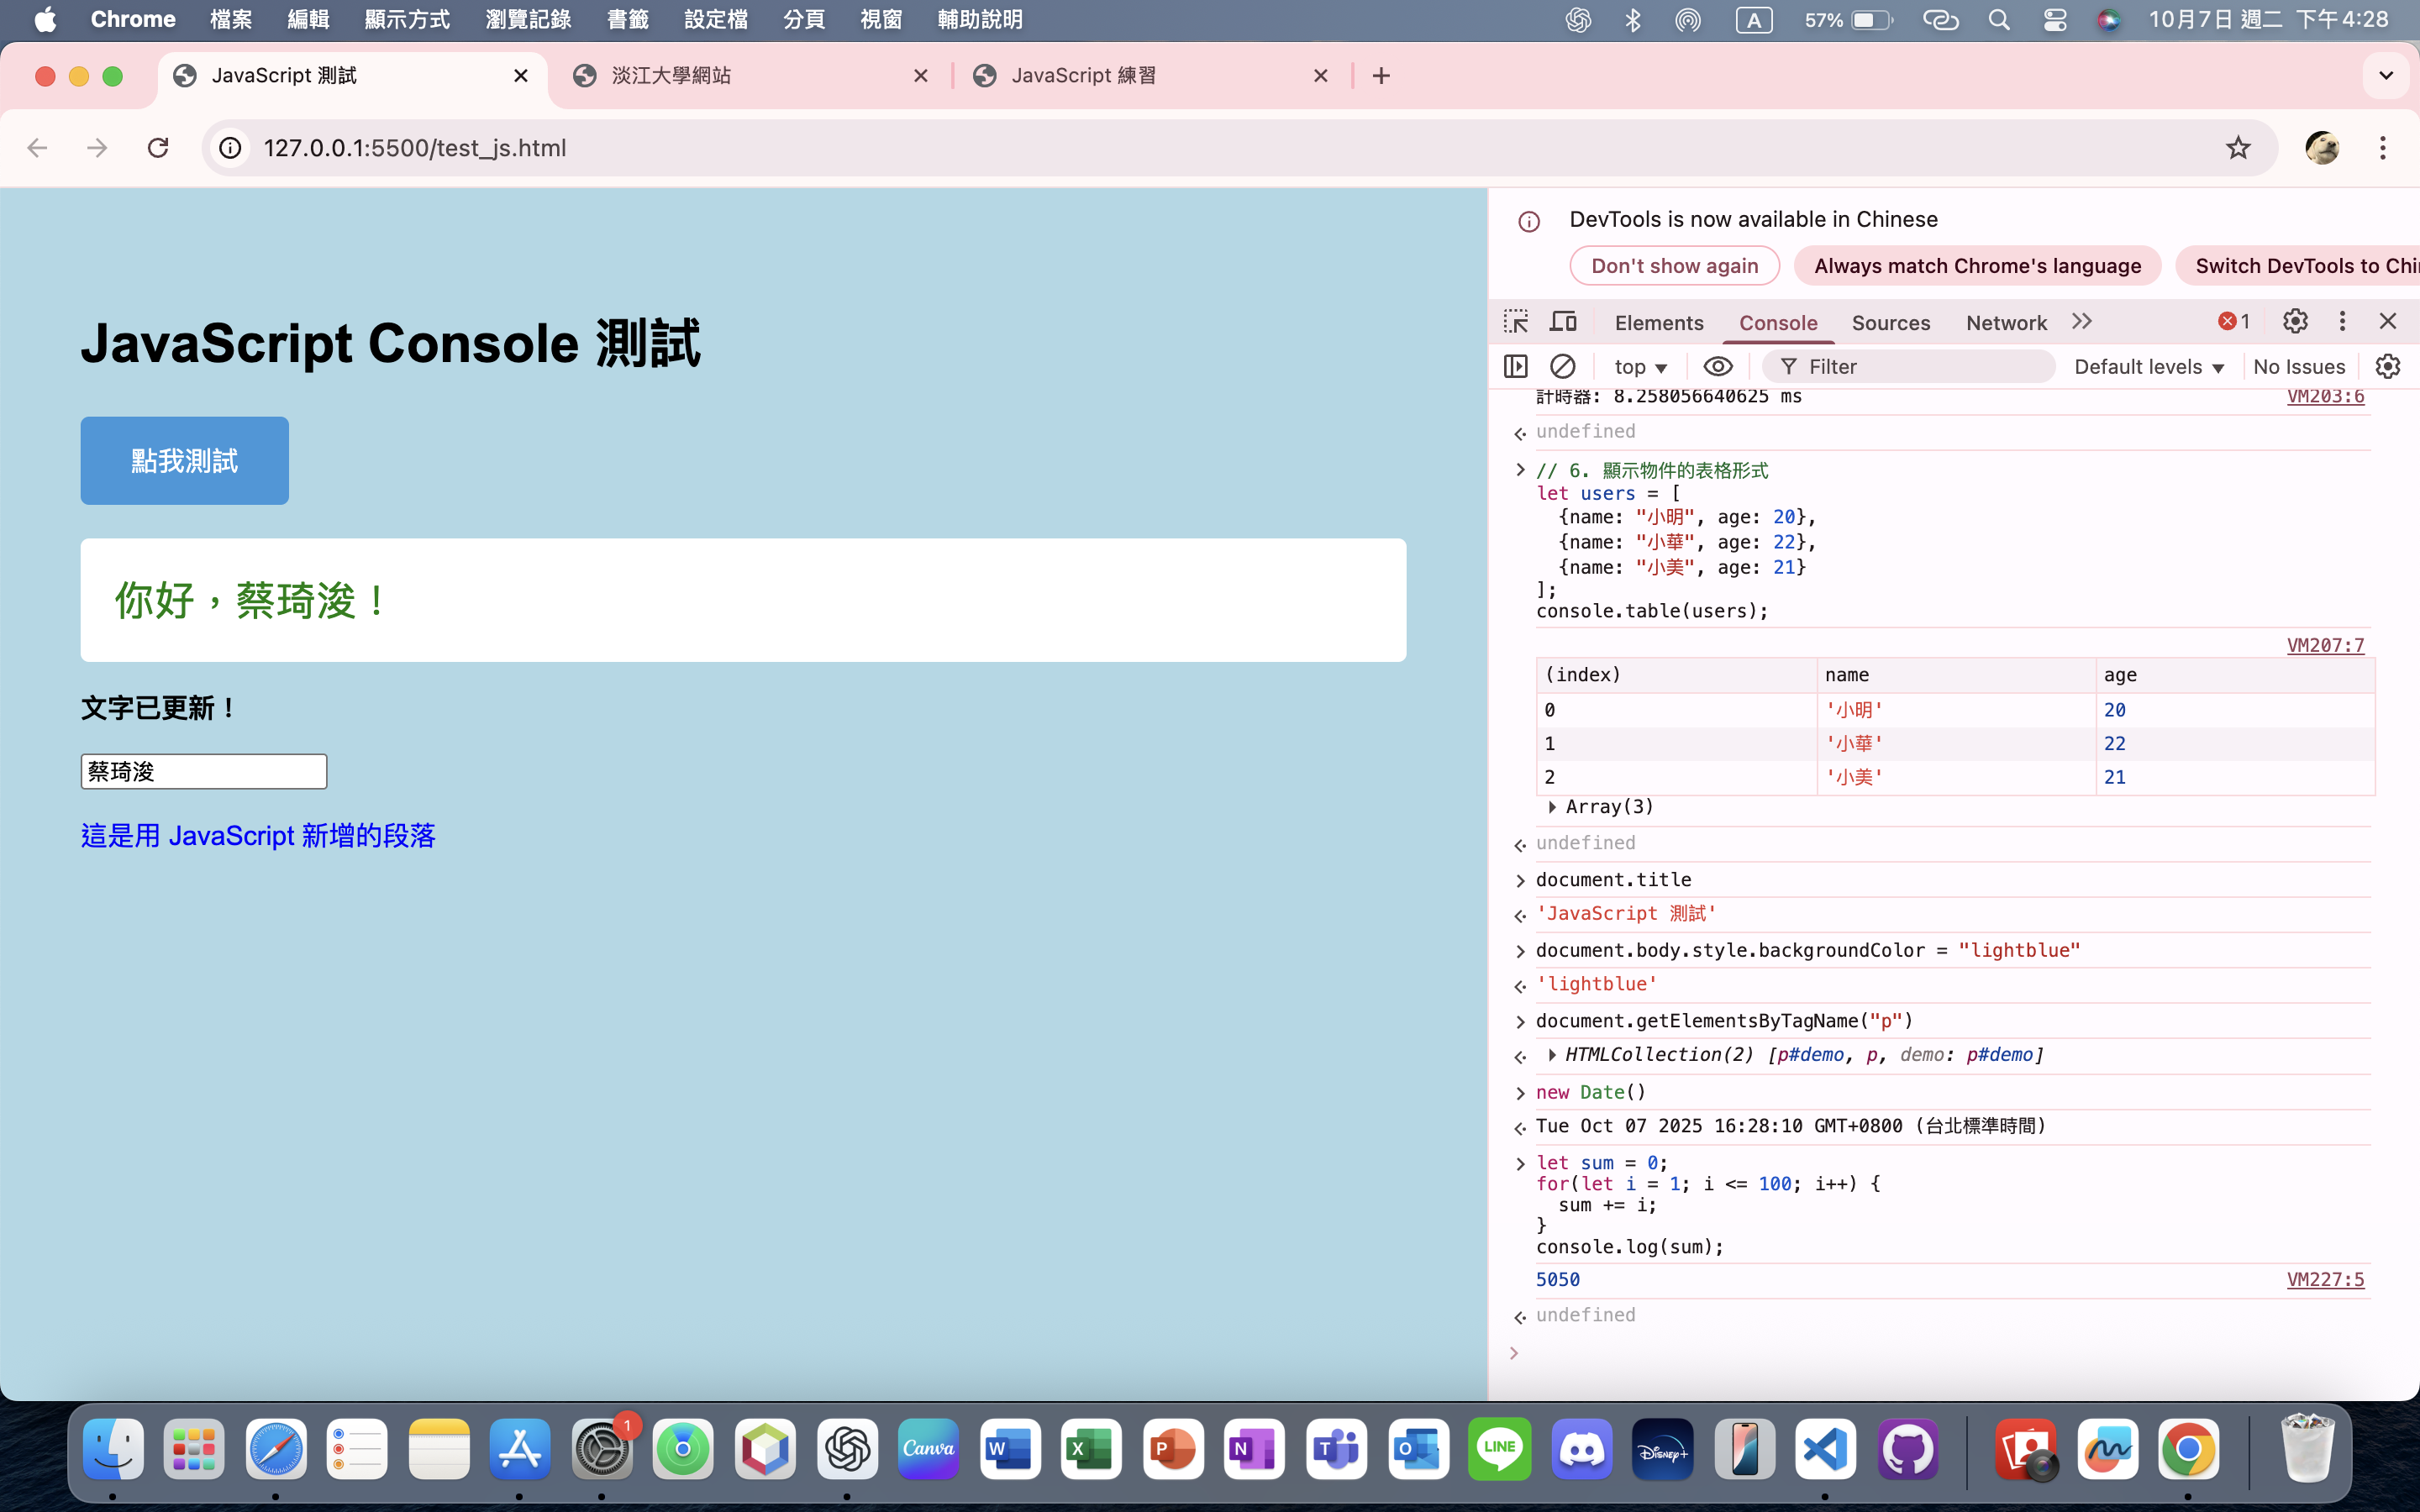 Chrome 檔案 編輯 顯示方式 瀏覽記錄 書籤 設定檔 分頁 視窗 輔助說明 A 57% 10月7日 週二 下午4:28
JavaScript 測試 淡江大學網站 JavaScript 練習
127.0.0.1:5500/test_js.html
JavaScript Console 測試
點我測試
你好，蔡琦浚！
文字已更新！
蔡琦浚
這是用 JavaScript 新增的段落
DevTools is now available in Chinese
Don't show again Always match Chrome's language Switch DevTools to Chi
Elements Console Sources Network 1
top Filter Default levels No Issues
計時器: 8.258056640625 ms VM203:6
undefined
// 6. 顯示物件的表格形式
let users = [
{name: "小明", age: 20},
{name: "小華", age: 22},
{name: "小美", age: 21}
];
console.table(users);
VM207:7
(index) name age
0 '小明' 20
1 '小華' 22
2 '小美' 21
Array(3)
undefined
document.title
'JavaScript 測試'
document.body.style.backgroundColor = "lightblue"
'lightblue'
document.getElementsByTagName("p")
HTMLCollection(2) [p#demo, p, demo: p#demo]
new Date()
Tue Oct 07 2025 16:28:10 GMT+0800 (台北標準時間)
let sum = 0;
for(let i = 1; i <= 100; i++) {
sum += i;
}
console.log(sum);
5050 VM227:5
undefined
1
Canva W X P N T O LINE Disney+